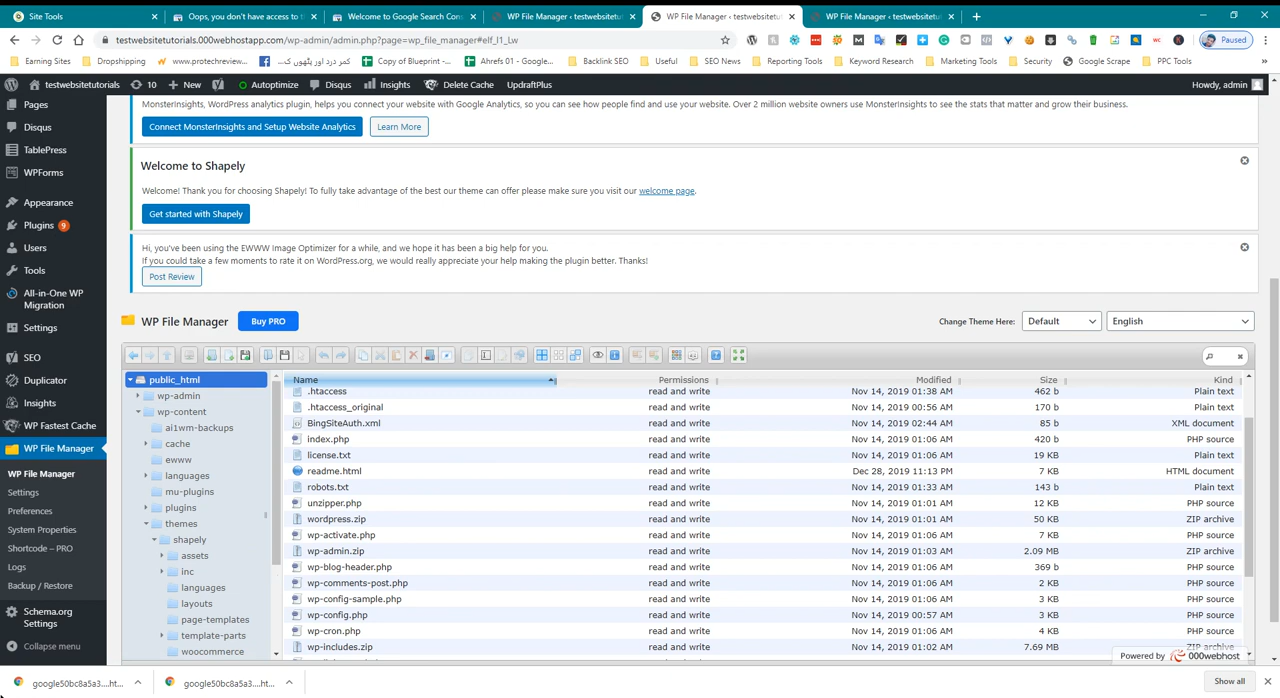 Site Tools
Oops, you don't have access to th
Welcome to Google Search Cons
WP File Manager ‹ testwebsitetuto
WP File Manager ‹ testwebsitetuto
WP File Manager ‹ testwebsitetuto
testwebsitetutorials.000webhostapp.com/wp-admin/admin.php?page=wp_file_manager#elf_l1_Lw
Paused
Earning Sites
Dropshipping
www.protechreview...
کمر درد اور پٹھوں ک...
Copy of Blueprint -...
Ahrefs 01 - Google...
Backlink SEO
Useful
SEO News
Reporting Tools
Keyword Research
Marketing Tools
Security
Google Scrape
PPC Tools
testwebsitetutorials
10
New
Autoptimize
Disqus
Insights
Delete Cache
UpdraftPlus
Howdy, admin
Pages
Disqus
TablePress
WPForms
Appearance
Plugins 9
Users
Tools
All-in-One WP
Migration
Settings
SEO
Duplicator
Insights
WP Fastest Cache
WP File Manager
WP File Manager
Settings
Preferences
System Properties
Shortcode – PRO
Logs
Backup / Restore
Schema.org
Settings
Collapse menu
MonsterInsights, WordPress analytics plugin, helps you connect your website with Google Analytics, so you can see how people find and use your website. Over 2 million website owners use MonsterInsights to see the stats that matter and grow their business.
Connect MonsterInsights and Setup Website Analytics
Learn More
Welcome to Shapely
Welcome! Thank you for choosing Shapely! To fully take advantage of the best our theme can offer please make sure you visit our welcome page.
Get started with Shapely
Hi, you've been using the EWWW Image Optimizer for a while, and we hope it has been a big help for you.
If you could take a few moments to rate it on WordPress.org, we would really appreciate your help making the plugin better. Thanks!
Post Review
WP File Manager
Buy PRO
Change Theme Here:
Default
English
public_html
wp-admin
wp-content
ai1wm-backups
cache
ewww
languages
mu-plugins
plugins
themes
shapely
assets
inc
languages
layouts
page-templates
template-parts
woocommerce
Name Permissions Modified Size Kind
.htaccess read and write Nov 14, 2019 01:38 AM 462 b Plain text
.htaccess_original read and write Nov 14, 2019 00:56 AM 170 b Plain text
BingSiteAuth.xml read and write Nov 14, 2019 02:44 AM 85 b XML document
index.php read and write Nov 14, 2019 01:06 AM 420 b PHP source
license.txt read and write Nov 14, 2019 01:06 AM 19 KB Plain text
readme.html read and write Dec 28, 2019 11:13 PM 7 KB HTML document
robots.txt read and write Nov 14, 2019 01:33 AM 143 b Plain text
unzipper.php read and write Nov 14, 2019 01:01 AM 12 KB PHP source
wordpress.zip read and write Nov 14, 2019 01:01 AM 50 KB ZIP archive
wp-activate.php read and write Nov 14, 2019 01:06 AM 7 KB PHP source
wp-admin.zip read and write Nov 14, 2019 01:03 AM 2.09 MB ZIP archive
wp-blog-header.php read and write Nov 14, 2019 01:06 AM 369 b PHP source
wp-comments-post.php read and write Nov 14, 2019 01:06 AM 2 KB PHP source
wp-config-sample.php read and write Nov 14, 2019 01:06 AM 3 KB PHP source
wp-config.php read and write Nov 14, 2019 00:57 AM 3 KB PHP source
wp-cron.php read and write Nov 14, 2019 01:06 AM 4 KB PHP source
wp-includes.zip read and write Nov 14, 2019 01:02 AM 7.69 MB ZIP archive
Powered by 000webhost
google50bc8a5a3....ht...
google50bc8a5a3....ht...
Show all